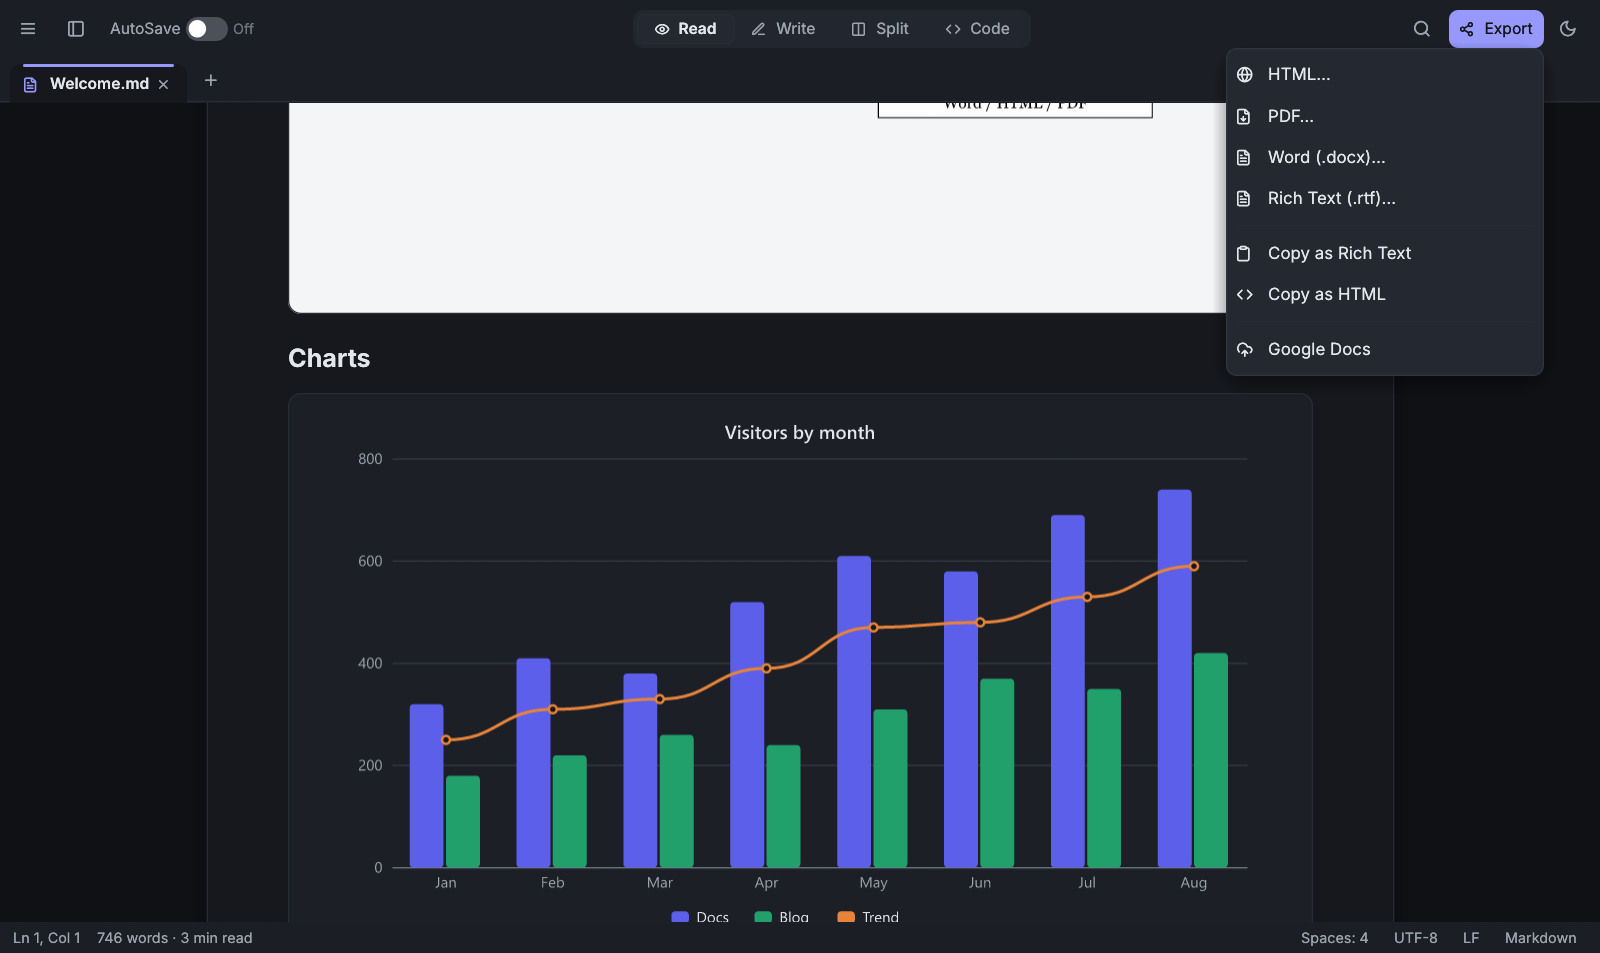 AutoSave Off Read Write Split Code Export
Welcome.md
HTML...
PDF...
Word (.docx)...
Rich Text (.rtf)...
Copy as Rich Text
Copy as HTML
Google Docs
Word / HTML / PDF
Charts
Visitors by month
800
600
400
200
0
Jan Feb Mar Apr May Jun Jul Aug
Docs Blog Trend
Ln 1, Col 1 746 words · 3 min read Spaces: 4 UTF-8 LF Markdown